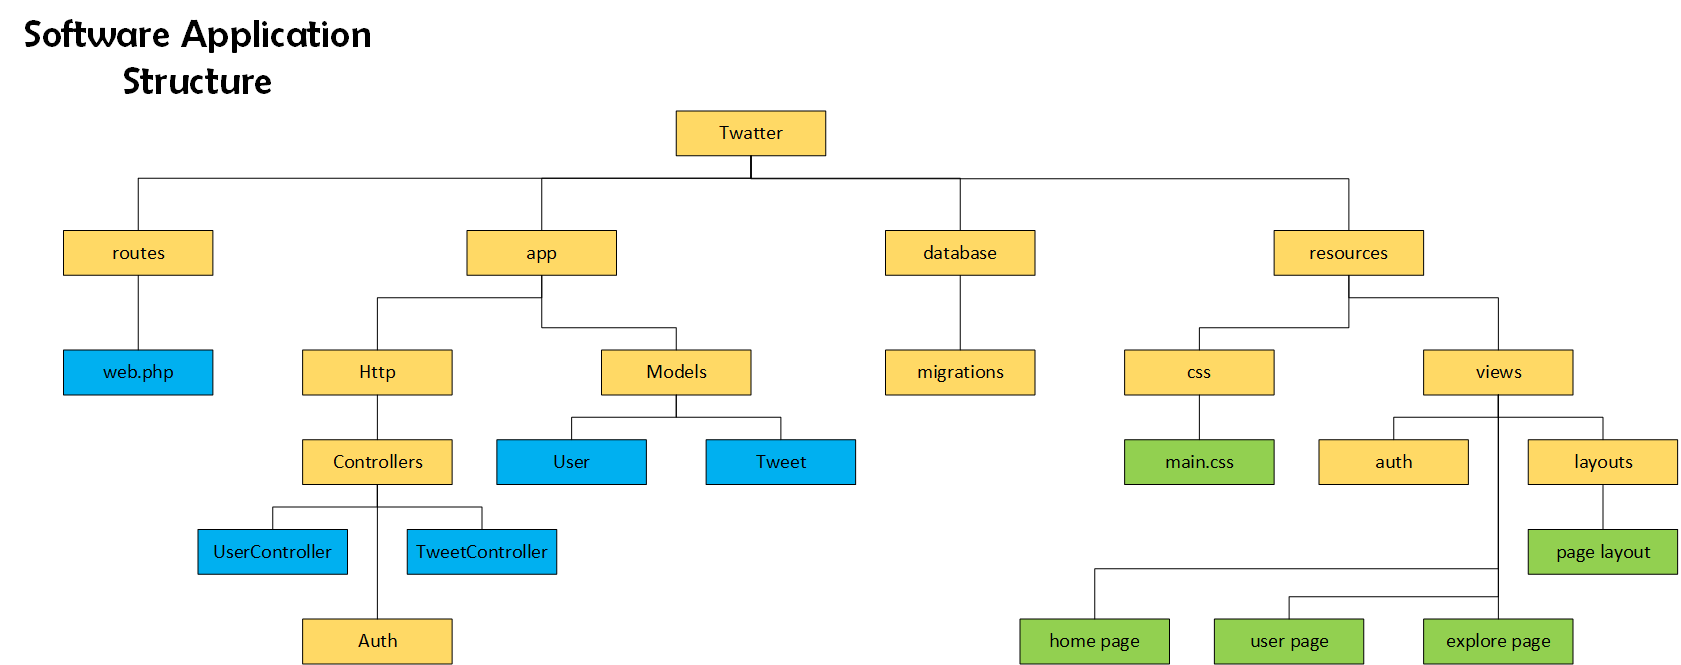 Software Application
Structure
Twatter
routes
app
database
resources
web.php
Http
Models
migrations
css
views
Controllers
User
Tweet
main.css
auth
layouts
UserController
TweetController
page layout
Auth
home page
user page
explore page